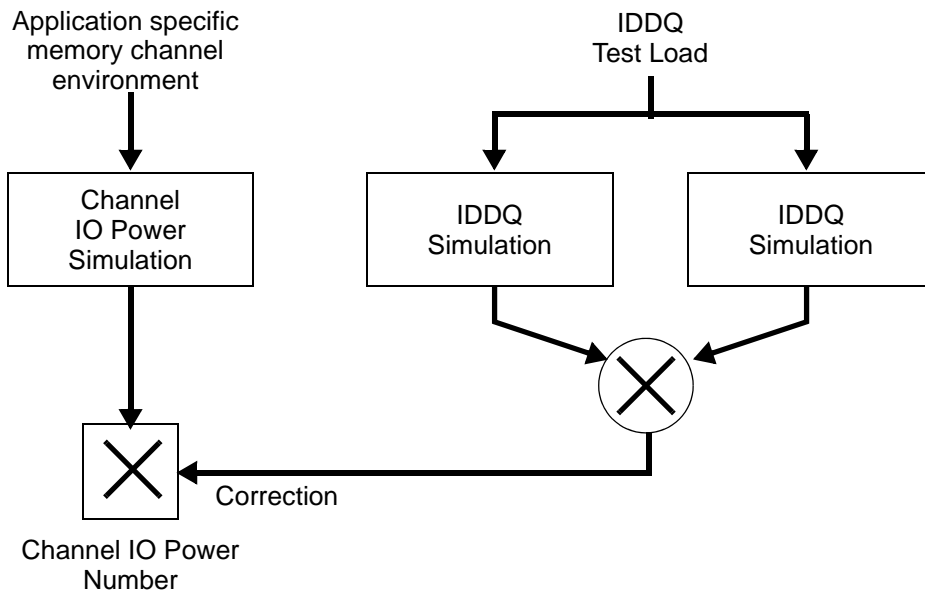 Application specific
memory channel
environment
IDDQ
Test Load
Channel
IO Power
Simulation
IDDQ
Simulation
IDDQ
Simulation
Correction
Channel IO Power
Number